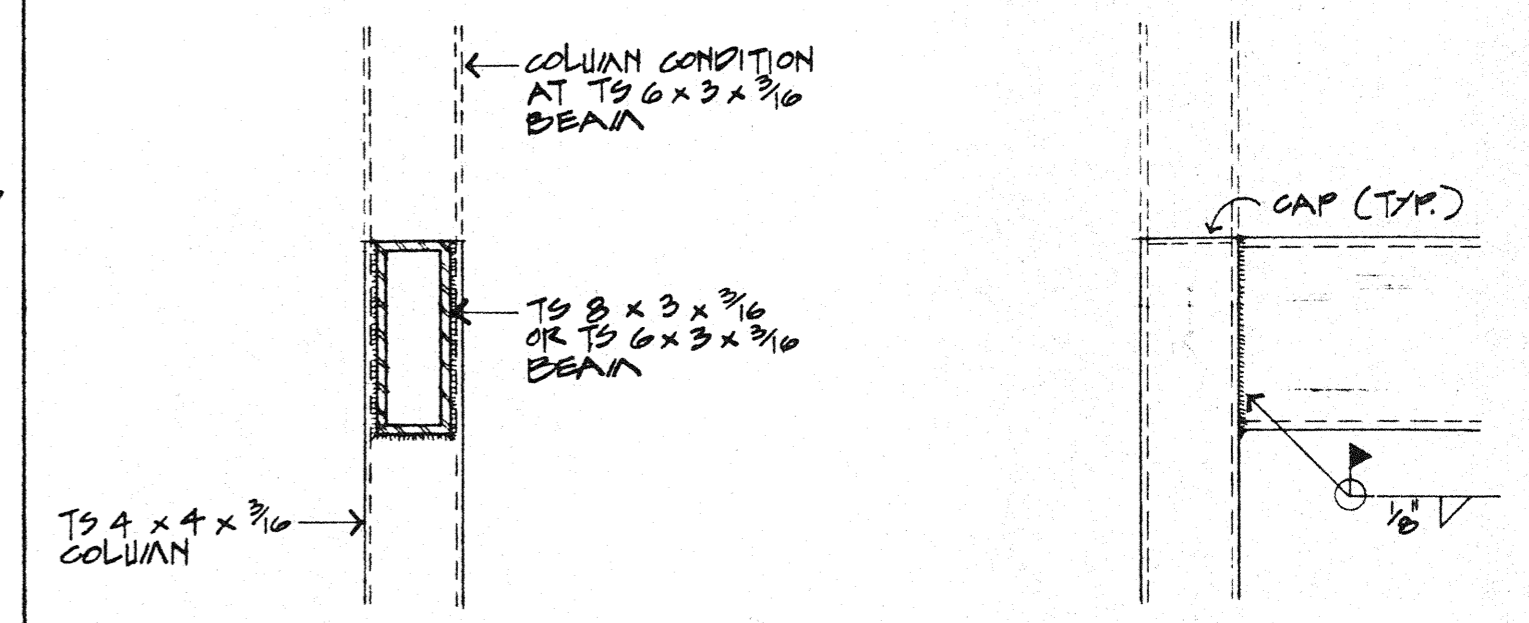 COLUMN CONDITION
AT TS 6 x 3 x 3/16
BEAM
CAP (TYP.)
TS 8 x 3 x 3/16
OR TS 6 x 3 x 3/16
BEAM
TS 4 x 4 x 3/16
COLUMN
1/8"